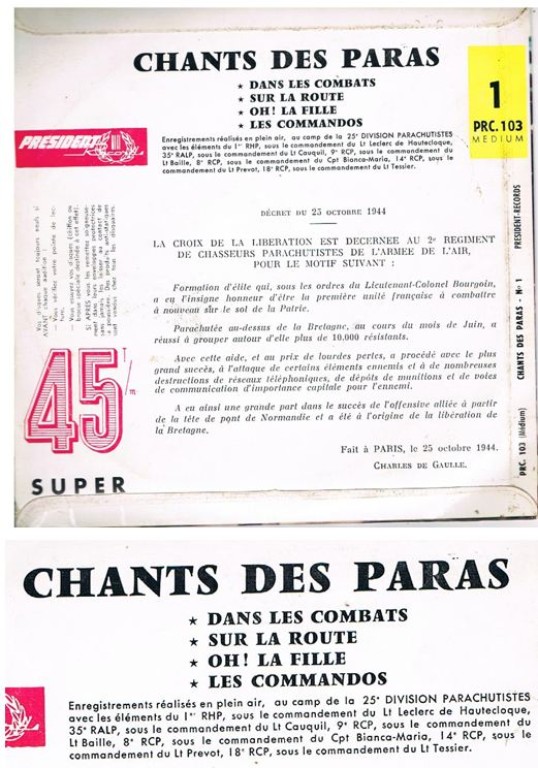 CHANTS DES PARAS
★ DANS LES COMBATS
★ SUR LA ROUTE
★ OH! LA FILLE
★ LES COMMANDOS
1
PRC.103
MEDIUM
PRESIDENT
Enregistrements réalisés en plein air, au camp de la 25e DIVISION PARACHUTISTES
avec les éléments du 1er RHP, sous le commandement du Lt Leclerc de Hautecloque,
35e RALP, sous le commandement du Lt Cauquil, 9e RCP, sous le commandement du
Lt Baille, 8e RCP, sous le commandement du Cpt Bianca-Maria, 14e RCP, sous le
commandement du Lt Prevot, 18e RCP, sous le commandement du Lt Tessier.
DÉCRET DU 25 OCTOBRE 1944
LA CROIX DE LA LIBERATION EST DECERNEE AU 2e REGIMENT
DE CHASSEURS PARACHUTISTES DE L'ARMEE DE L'AIR,
POUR LE MOTIF SUIVANT :
Formation d'élite qui, sous les ordres du Lieutenant-Colonel Bourgoin,
a eu l'insigne honneur d'être la première unité française à combattre
à nouveau sur le sol de la Patrie.
Parachutée au-dessus de la Bretagne, au cours du mois de Juin, a
réussi à grouper autour d'elle plus de 10.000 résistants.
Avec cette aide, et au prix de lourdes pertes, a procédé avec le plus
grand succès, à l'attaque de certains éléments ennemis et à de nombreuses
destructions de réseaux téléphoniques, de dépôts de munitions et de voies
de communication d'importance capitale pour l'ennemi.
A eu ainsi une grande part dans le succès de l'offensive alliée à partir
de la tête de pont de Normandie et a été à l'origine de la libération de
la Bretagne.
Fait à PARIS, le 25 octobre 1944.
CHARLES DE GAULLE.
45 T/m
SUPER
PRC. 103 (Medium) CHANTS DES PARAS - No 1 PRESIDENT-RECORDS
CHANTS DES PARAS
★ DANS LES COMBATS
★ SUR LA ROUTE
★ OH! LA FILLE
★ LES COMMANDOS
Enregistrements réalisés en plein air, au camp de la 25e DIVISION PARACHUTISTES
avec les éléments du 1er RHP, sous le commandement du Lt Leclerc de Hautecloque,
35e RALP, sous le commandement du Lt Cauquil, 9e RCP, sous le commandement du
Lt Baille, 8e RCP, sous le commandement du Cpt Bianca-Maria, 14e RCP, sous le
commandement du Lt Prevot, 18e RCP, sous le commandement du Lt Tessier.